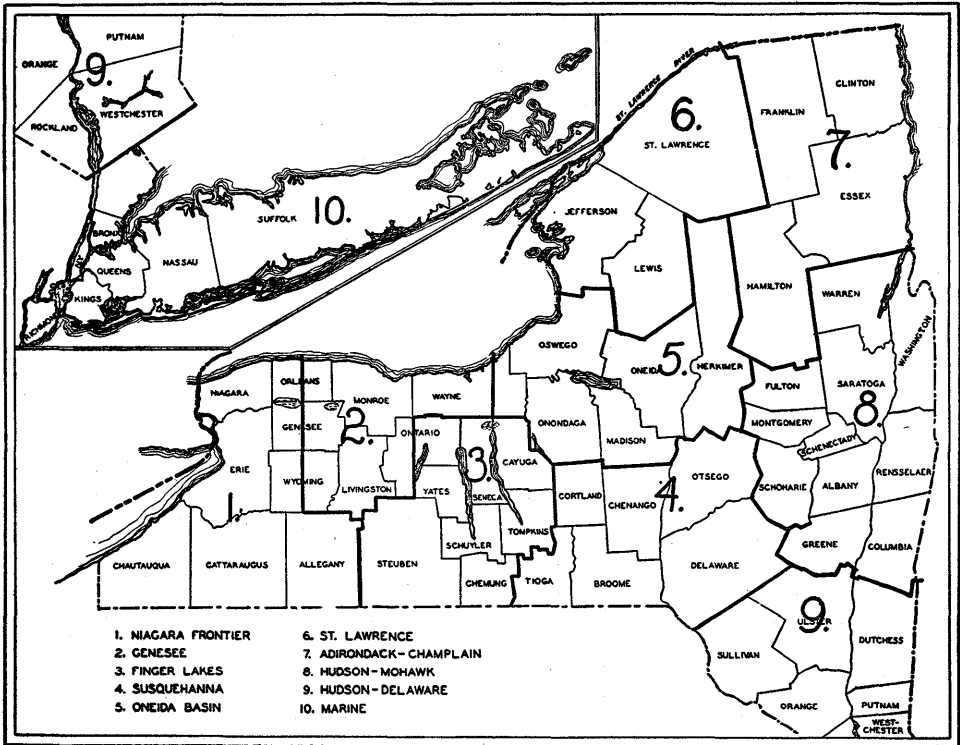 PUTNAM
ORANGE
9.
WESTCHESTER
ROCKLAND
SUFFOLK
10.
BRONX
NASSAU
QUEENS
N.Y.
KINGS
RICHMOND
ST. LAWRENCE RIVER
6.
ST. LAWRENCE
FRANKLIN
CLINTON
7.
ESSEX
JEFFERSON
LEWIS
HAMILTON
WARREN
WASHINGTON
OSWEGO
ONEIDA
5.
HERKIMER
FULTON
SARATOGA
8.
NIAGARA
ORLEANS
MONROE
WAYNE
MONTGOMERY
SCHENECTADY
GENESEE
2.
ONTARIO
ONONDAGA
MADISON
ERIE
WYOMING
LIVINGSTON
3.
CAYUGA
YATES
SENECA
CORTLAND
CHENANGO
4.
OTSEGO
SCHOHARIE
ALBANY
RENSSELAER
1.
SCHUYLER
TOMPKINS
GREENE
COLUMBIA
CHAUTAUQUA
CATTARAUGUS
ALLEGANY
STEUBEN
CHEMUNG
TIOGA
BROOME
DELAWARE
ULSTER
9.
DUTCHESS
SULLIVAN
ORANGE
PUTNAM
WEST-
CHESTER
1. NIAGARA FRONTIER
2. GENESEE
3. FINGER LAKES
4. SUSQUEHANNA
5. ONEIDA BASIN
6. ST. LAWRENCE
7. ADIRONDACK-CHAMPLAIN
8. HUDSON-MOHAWK
9. HUDSON-DELAWARE
10. MARINE